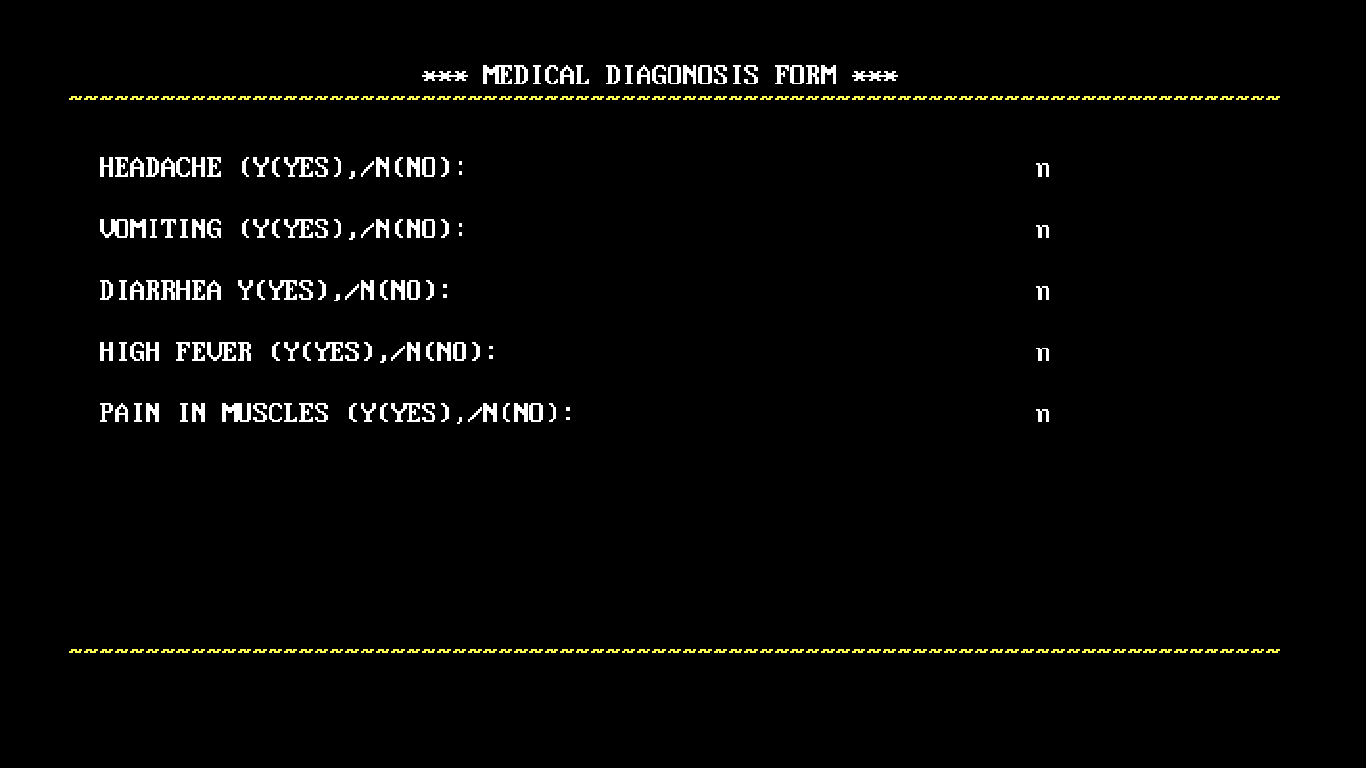 *** MEDICAL DIAGONOSIS FORM ***
~~~~~~~~~~~~~~~~~~~~~~~~~~~~~~~~~~~~~~~~~~~~~~~~~~~~~~~~~~~~~~~~~~~~~~~~~~~~~~~
HEADACHE (Y(YES),/N(NO): n
VOMITING (Y(YES),/N(NO): n
DIARRHEA Y(YES),/N(NO): n
HIGH FEVER (Y(YES),/N(NO): n
PAIN IN MUSCLES (Y(YES),/N(NO): n
~~~~~~~~~~~~~~~~~~~~~~~~~~~~~~~~~~~~~~~~~~~~~~~~~~~~~~~~~~~~~~~~~~~~~~~~~~~~~~~